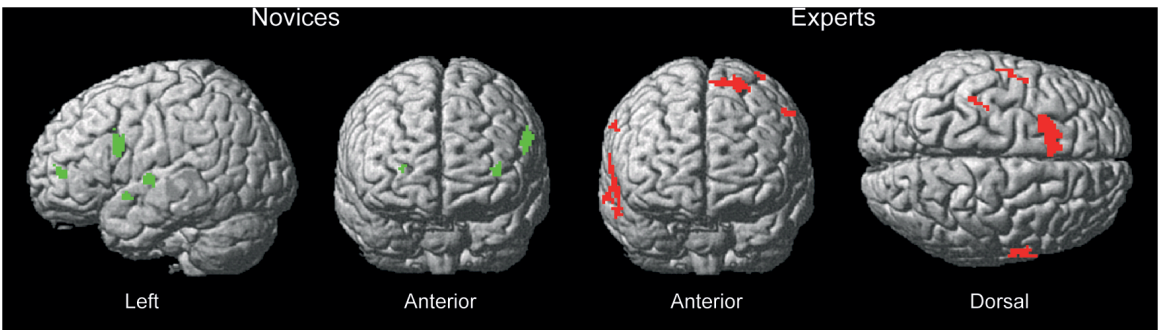 Novices
Experts
Left
Anterior
Anterior
Dorsal